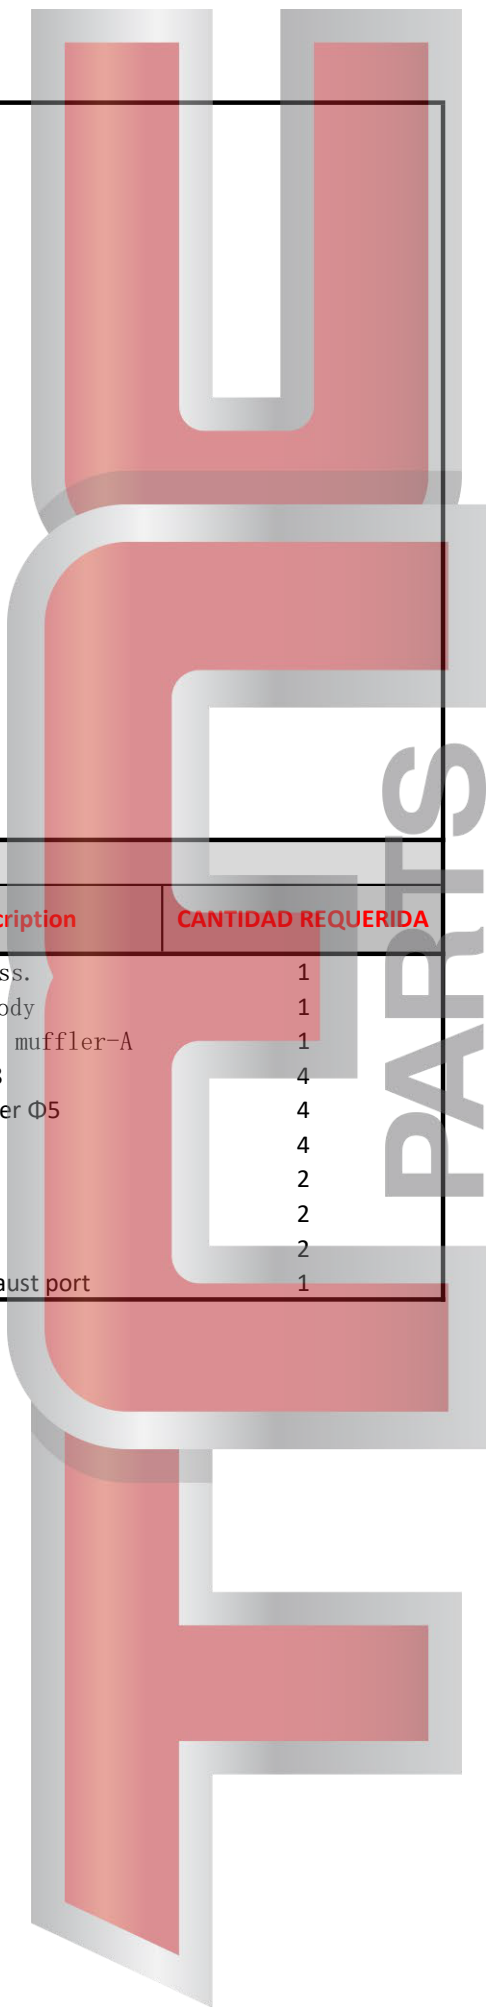 cription CANTIDAD REQUERIDA
ss. 1
ody 1
muffler-A 1
3 4
er Φ5 4
4
2
2
2
aust port 1
PARTS